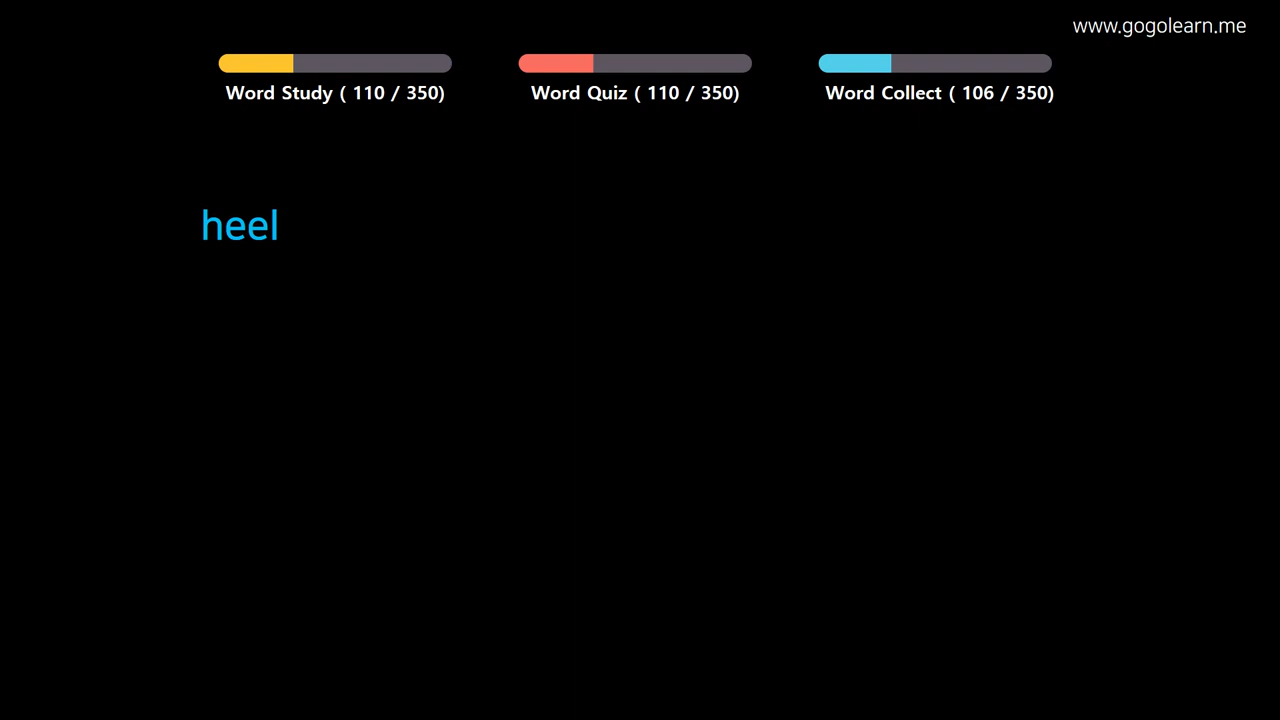 www.gogolearn.me
Word Study ( 110 / 350)
Word Quiz ( 110 / 350)
Word Collect ( 106 / 350)
heel